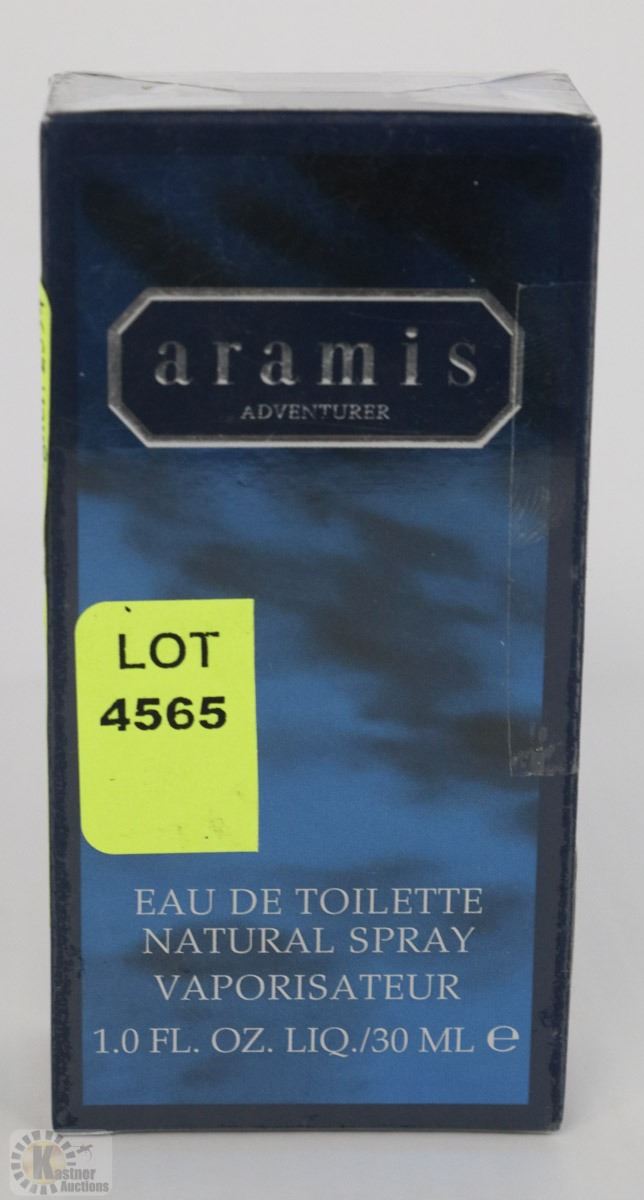 aramis
ADVENTURER
LOT
4565
EAU DE TOILETTE
NATURAL SPRAY
VAPORISATEUR
1.0 FL. OZ. LIQ./30 ML ℮
Kastner
Auctions